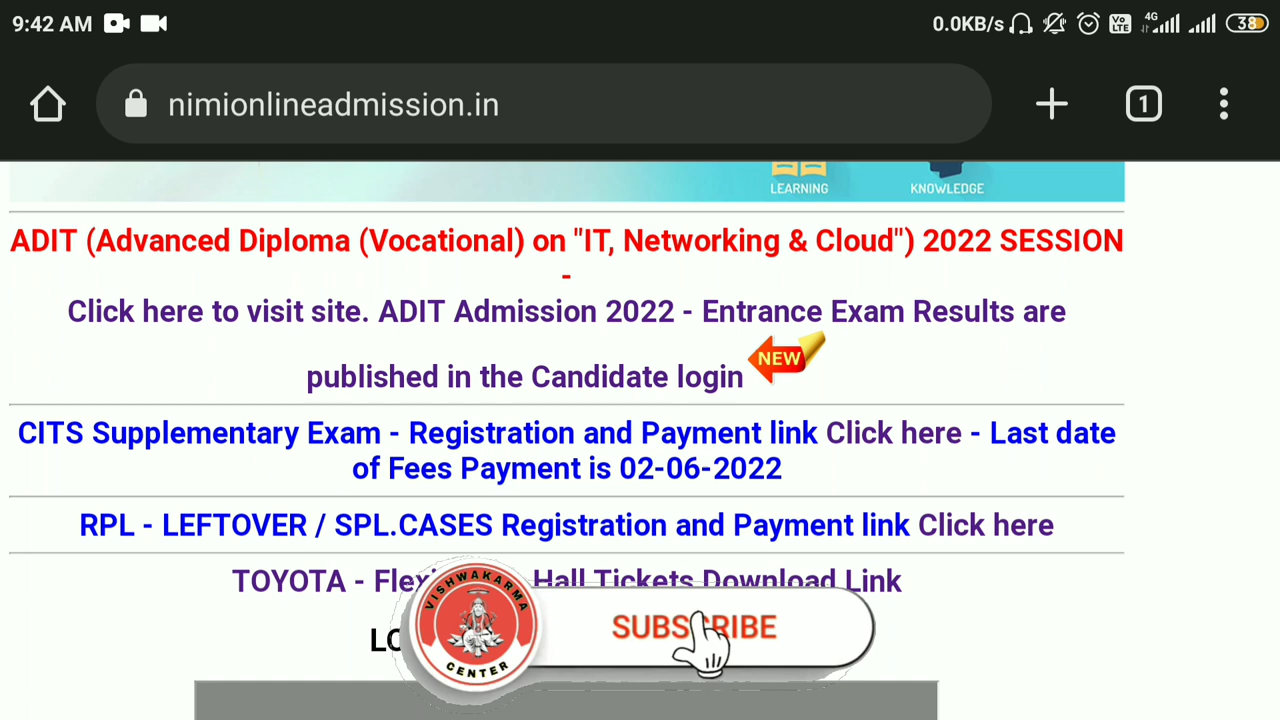 9:42 AM 0.0KB/s Vo LTE 4G 38
nimionlineadmission.in 1
LEARNING KNOWLEDGE
ADIT (Advanced Diploma (Vocational) on "IT, Networking & Cloud") 2022 SESSION
-
Click here to visit site. ADIT Admission 2022 - Entrance Exam Results are
published in the Candidate login NEW
CITS Supplementary Exam - Registration and Payment link Click here - Last date
of Fees Payment is 02-06-2022
RPL - LEFTOVER / SPL.CASES Registration and Payment link Click here
TOYOTA - Hall Tickets Download Link
VISHWAKARMA
CENTER
SUBSCRIBE